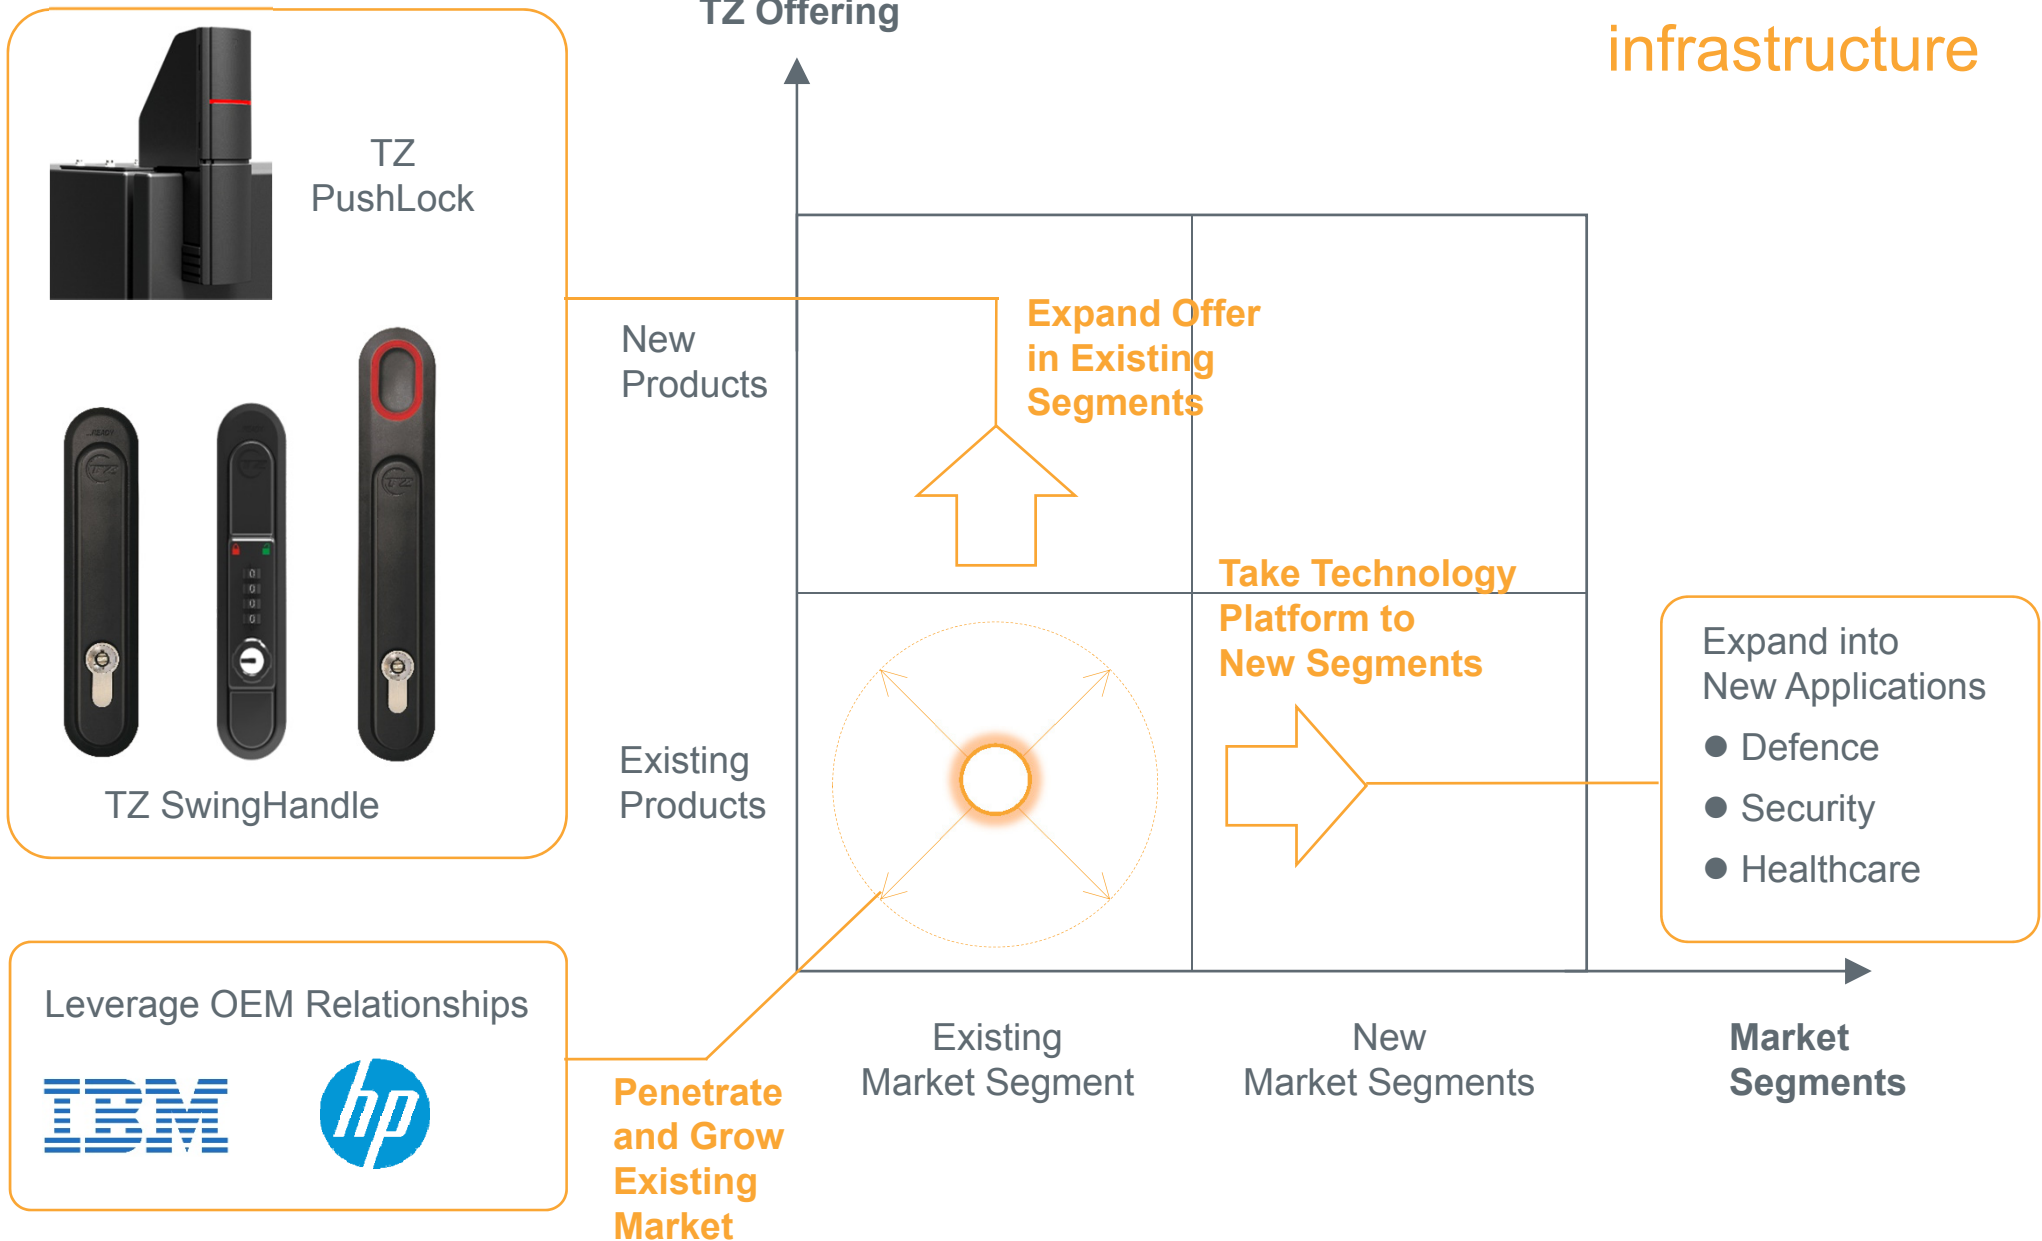 TZ Offering
infrastructure
TZ
PushLock
TZ SwingHandle
New
Products
Expand Offer
in Existing
Segments
Take Technology
Platform to
New Segments
Existing
Products
Expand into
New Applications
● Defence
● Security
● Healthcare
Leverage OEM Relationships
IBM
hp
Penetrate
and Grow
Existing
Market
Existing
Market Segment
New
Market Segments
Market
Segments